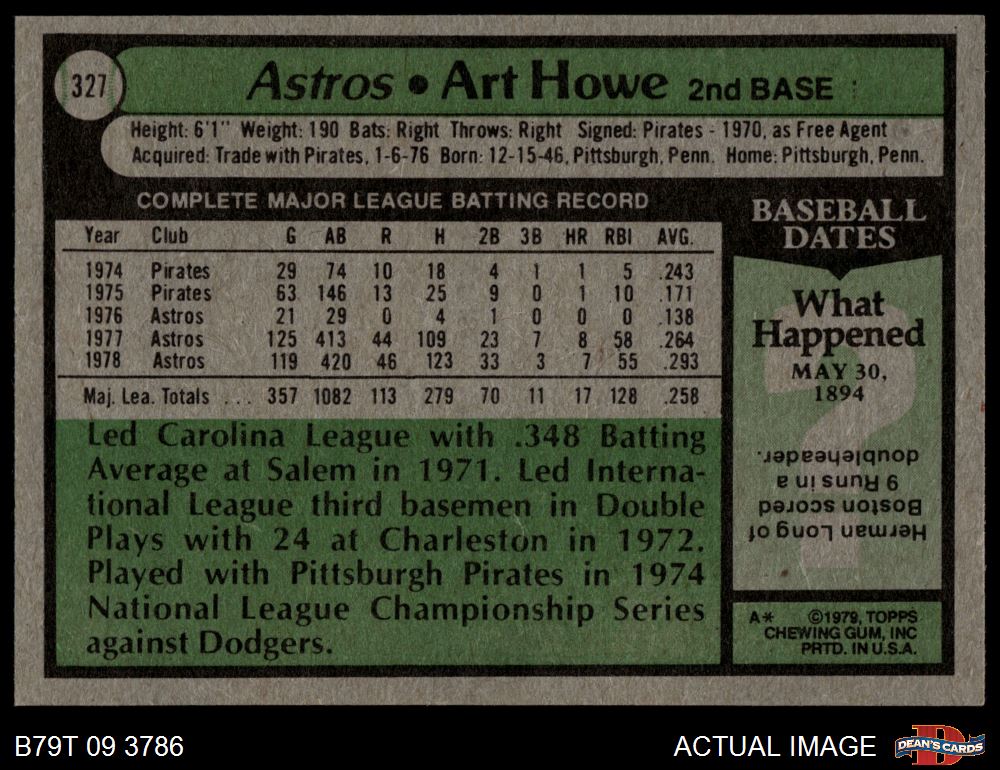 327
Astros • Art Howe 2nd BASE
Height: 6'1" Weight: 190 Bats: Right Throws: Right Signed: Pirates - 1970, as Free Agent
Acquired: Trade with Pirates, 1-6-76 Born: 12-15-46, Pittsburgh, Penn. Home: Pittsburgh, Penn.
COMPLETE MAJOR LEAGUE BATTING RECORD
Year Club G AB R H 2B 3B HR RBI AVG.
1974 Pirates 29 74 10 18 4 1 1 5 .243
1975 Pirates 63 146 13 25 9 0 1 10 .171
1976 Astros 21 29 0 4 1 0 0 0 .138
1977 Astros 125 413 44 109 23 7 8 58 .264
1978 Astros 119 420 46 123 33 3 7 55 .293
Maj. Lea. Totals . . . 357 1082 113 279 70 11 17 128 .258
Led Carolina League with .348 Batting
Average at Salem in 1971. Led Interna-
tional League third basemen in Double
Plays with 24 at Charleston in 1972.
Played with Pittsburgh Pirates in 1974
National League Championship Series
against Dodgers.
BASEBALL
DATES
What
Happened
MAY 30,
1894
Herman Long of
Boston scored
9 Runs in a
doubleheader.
A* ©1979, TOPPS
CHEWING GUM, INC
PRTD. IN U.S.A.
B79T 09 3786
ACTUAL IMAGE
D
DEAN'S CARDS